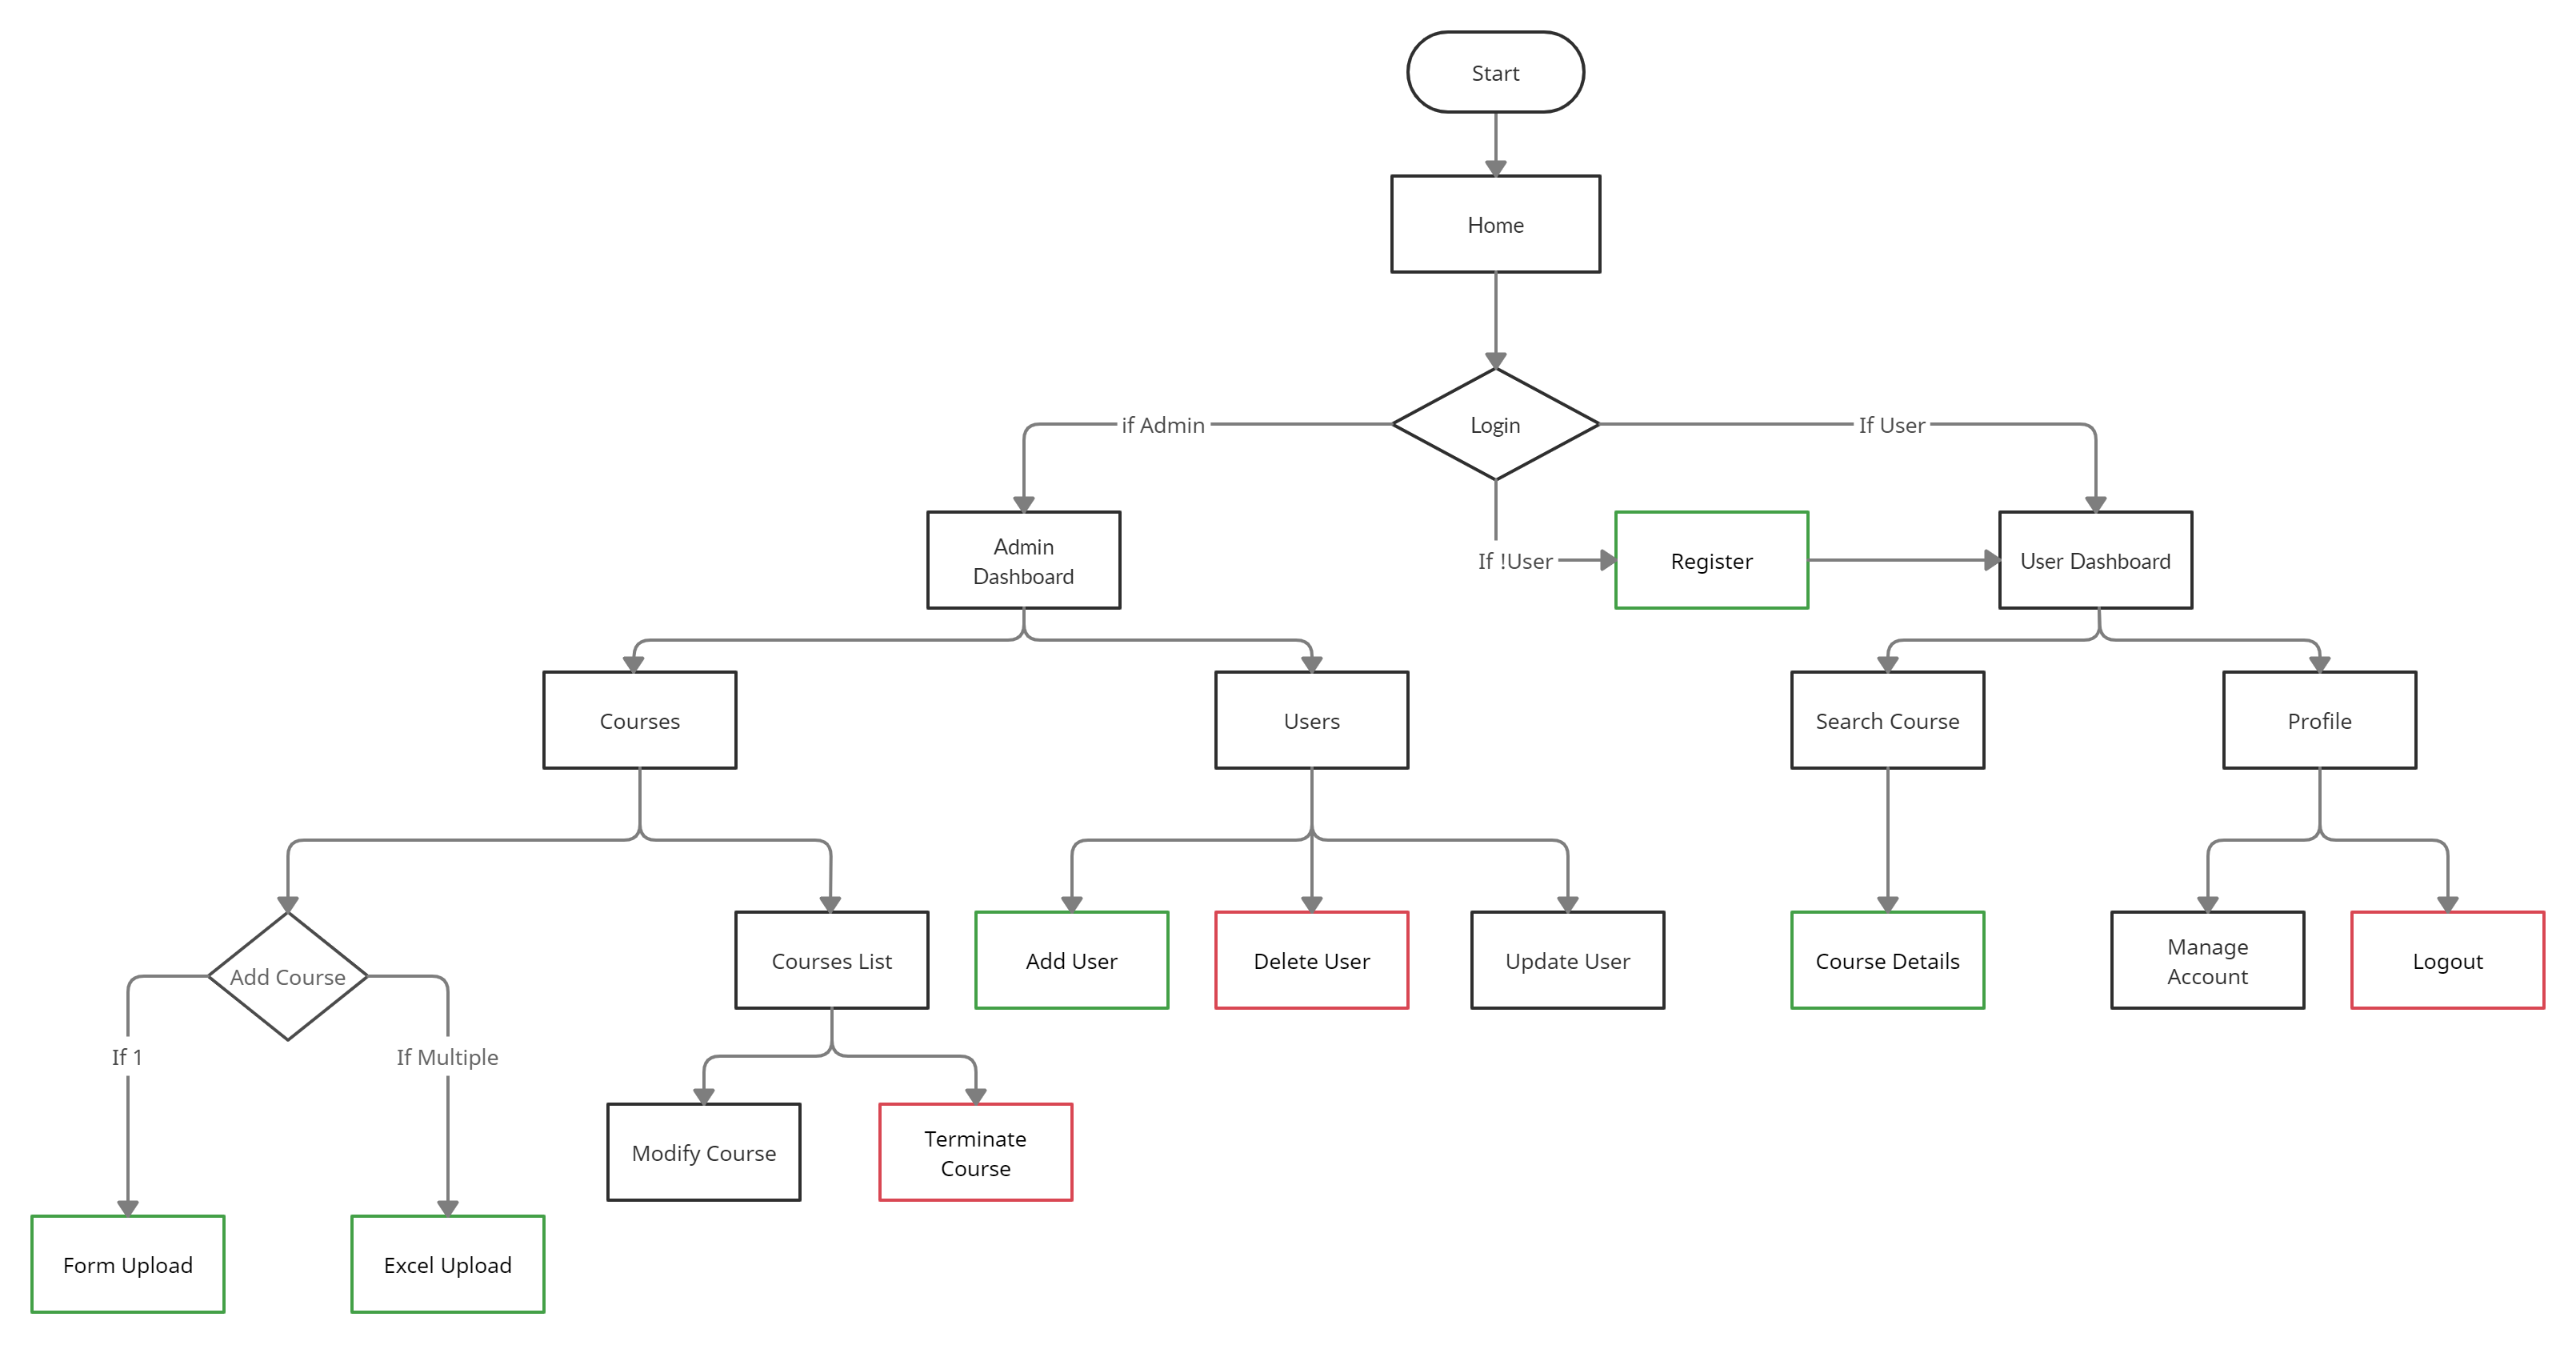 Start
Home
Login
if Admin
If User
If !User
Admin
Dashboard
Register
User Dashboard
Courses
Users
Search Course
Profile
Add Course
Courses List
Add User
Delete User
Update User
Course Details
Manage
Account
Logout
If 1
If Multiple
Modify Course
Terminate
Course
Form Upload
Excel Upload